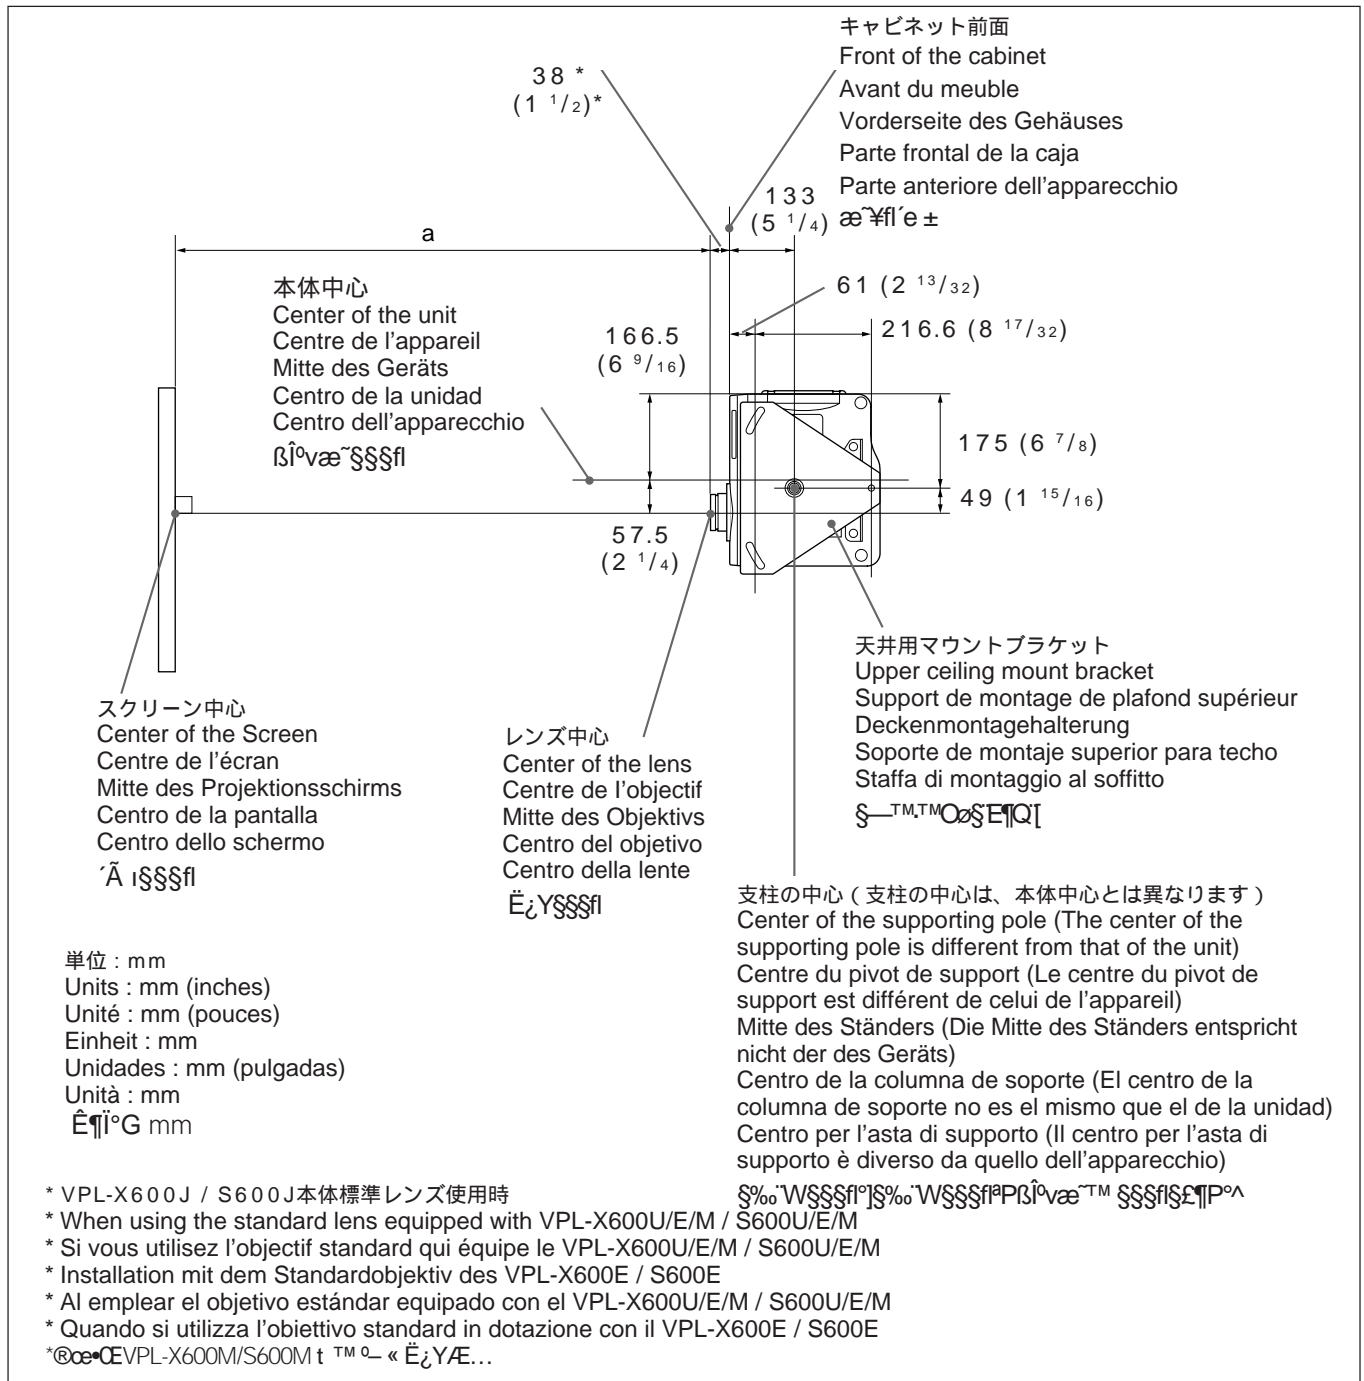 キャビネット前面
Front of the cabinet
Avant du meuble
Vorderseite des Gehäuses
Parte frontal de la caja
Parte anteriore dell'apparecchio
æ˜¥ﬂ´e ±
38 *
(1 1/2)*
133
(5 1/4)
a
61 (2 13/32)
216.6 (8 17/32)
166.5
(6 9/16)
本体中心
Center of the unit
Centre de l'appareil
Mitte des Geräts
Centro de la unidad
Centro dell'apparecchio
ßÎºvæ˜§§§ﬂ
175 (6 7/8)
49 (1 15/16)
57.5
(2 1/4)
天井用マウントブラケット
Upper ceiling mount bracket
Support de montage de plafond supérieur
Deckenmontagehalterung
Soporte de montaje superior para techo
Staffa di montaggio al soffitto
スクリーン中心
Center of the Screen
Centre de l'écran
Mitte des Projektionsschirms
Centro de la pantalla
Centro dello schermo
´Ã ı§§§ﬂ
レンズ中心
Center of the lens
Centre de I'objectif
Mitte des Objektivs
Centro del objetivo
Centro della lente
Ë¿Y§§§ﬂ
支柱の中心 ( 支柱の中心は、本体中心とは異なります )
Center of the supporting pole (The center of the
supporting pole is different from that of the unit)
Centre du pivot de support (Le centre du pivot de
support est différent de celui de l'appareil)
Mitte des Ständers (Die Mitte des Ständers entspricht
nicht der des Geräts)
Centro de la columna de soporte (El centro de la
columna de soporte no es el mismo que el de la unidad)
Centro per l'asta di supporto (Il centro per l'asta di
supporto è diverso da quello dell'apparecchio)
単位 : mm
Units : mm (inches)
Unité : mm (pouces)
Einheit : mm
Unidades : mm (pulgadas)
Unità : mm
Ê¶Ï°G mm
* VPL-X600J / S600J本体標準レンズ使用時
* When using the standard lens equipped with VPL-X600U/E/M / S600U/E/M
* Si vous utilisez l'objectif standard qui équipe le VPL-X600U/E/M / S600U/E/M
* Installation mit dem Standardobjektiv des VPL-X600E / S600E
* Al emplear el objetivo estándar equipado con el VPL-X600U/E/M / S600U/E/M
* Quando si utilizza l'obiettivo standard in dotazione con il VPL-X600E / S600E
*®œ•ŒVPL-X600M/S600M t ™ º– « Ë¿YÆ…